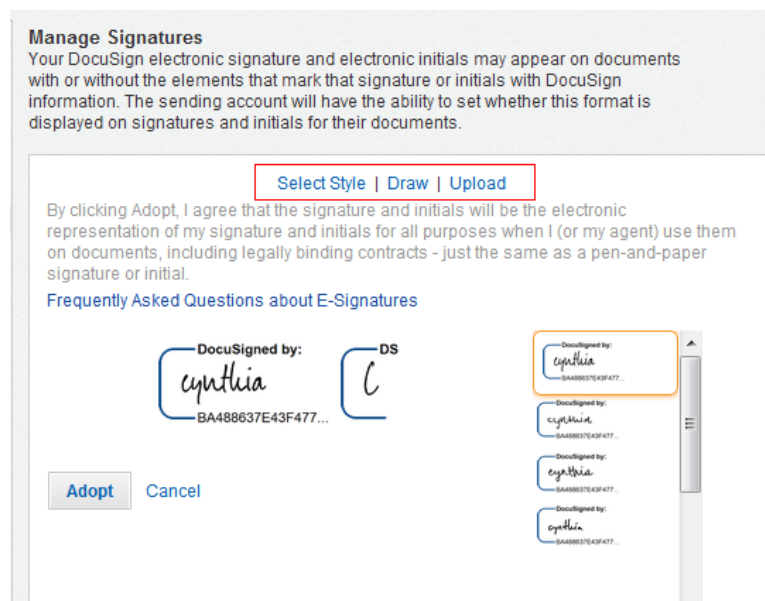 Manage Signatures
Your DocuSign electronic signature and electronic initials may appear on documents
with or without the elements that mark that signature or initials with DocuSign
information. The sending account will have the ability to set whether this format is
displayed on signatures and initials for their documents.
Select Style | Draw | Upload
By clicking Adopt, I agree that the signature and initials will be the electronic
representation of my signature and initials for all purposes when I (or my agent) use them
on documents, including legally binding contracts - just the same as a pen-and-paper
signature or initial.
Frequently Asked Questions about E-Signatures
DocuSigned by:
cynthia
BA488637E43F477...
DS
C
Adopt
Cancel
DocuSigned by:
cynthia
BA488637E43F477...
DocuSigned by:
cynthia
BA488637E43F477...
DocuSigned by:
cynthia
BA488637E43F477...
DocuSigned by:
cynthia
BA488637E43F477...